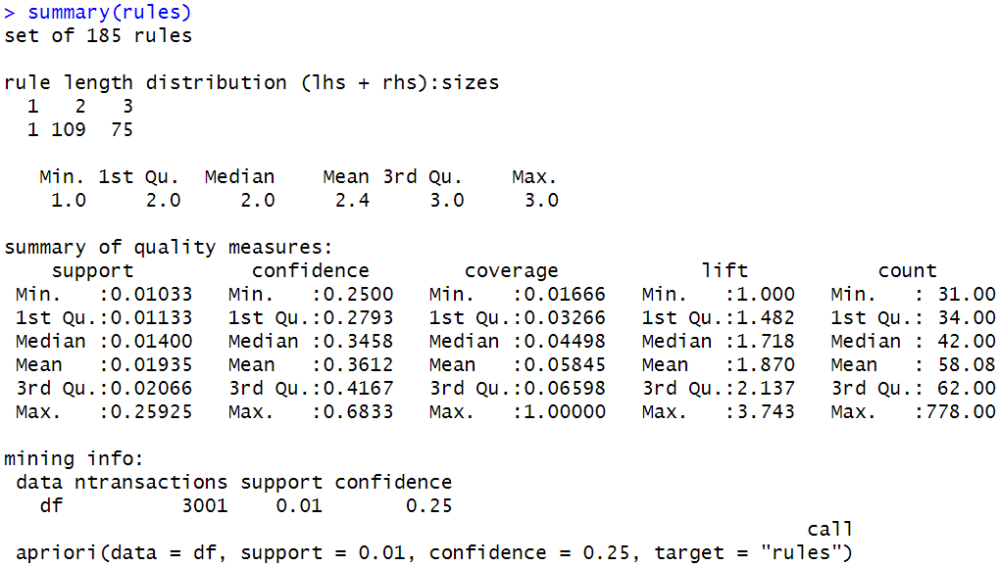 > summary(rules)
set of 185 rules

rule length distribution (lhs + rhs):sizes
  1   2   3
  1 109  75

   Min. 1st Qu.  Median    Mean 3rd Qu.    Max.
    1.0     2.0     2.0     2.4     3.0     3.0

summary of quality measures:
    support          confidence        coverage            lift           count
 Min.   :0.01033   Min.   :0.2500   Min.   :0.01666   Min.   :1.000   Min.   : 31.00
 1st Qu.:0.01133   1st Qu.:0.2793   1st Qu.:0.03266   1st Qu.:1.482   1st Qu.: 34.00
 Median :0.01400   Median :0.3458   Median :0.04498   Median :1.718   Median : 42.00
 Mean   :0.01935   Mean   :0.3612   Mean   :0.05845   Mean   :1.870   Mean   : 58.08
 3rd Qu.:0.02066   3rd Qu.:0.4167   3rd Qu.:0.06598   3rd Qu.:2.137   3rd Qu.: 62.00
 Max.   :0.25925   Max.   :0.6833   Max.   :1.00000   Max.   :3.743   Max.   :778.00

mining info:
 data ntransactions support confidence
   df          3001    0.01       0.25
                                                                    call
 apriori(data = df, support = 0.01, confidence = 0.25, target = "rules")